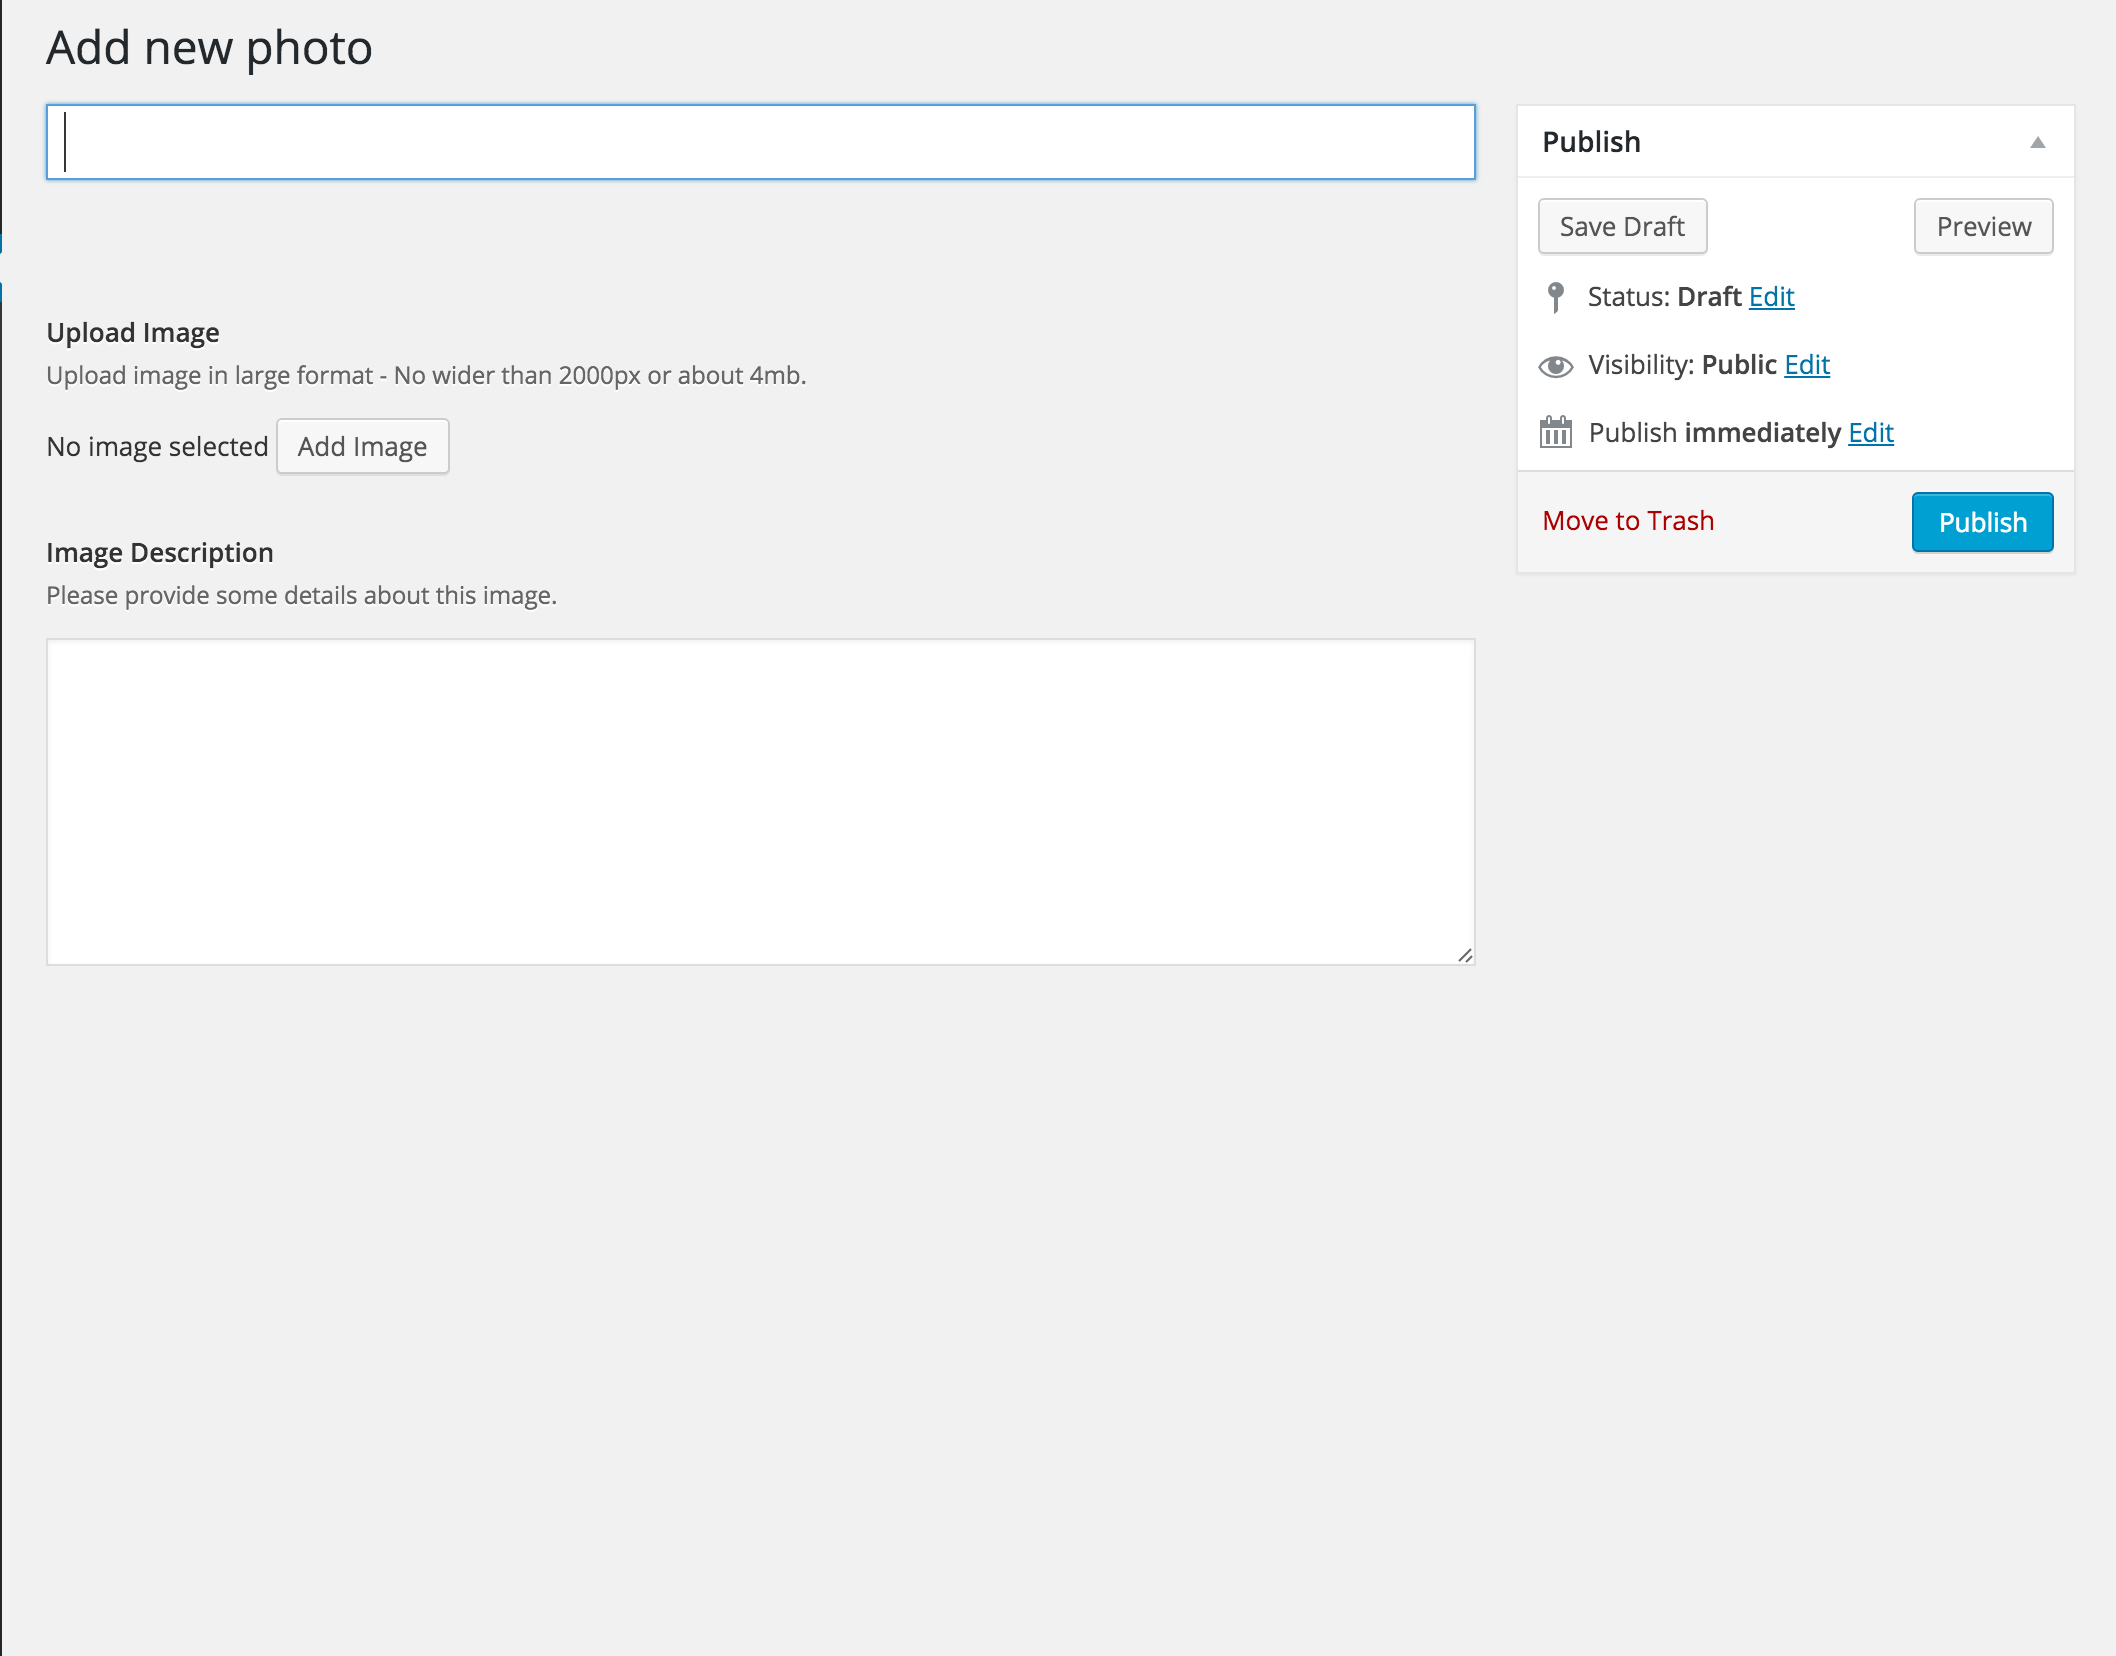 Add new photo
Upload Image
Upload image in large format - No wider than 2000px or about 4mb.
No image selected Add Image
Image Description
Please provide some details about this image.
Publish
Save Draft Preview
Status: Draft Edit
Visibility: Public Edit
Publish immediately Edit
Move to Trash Publish